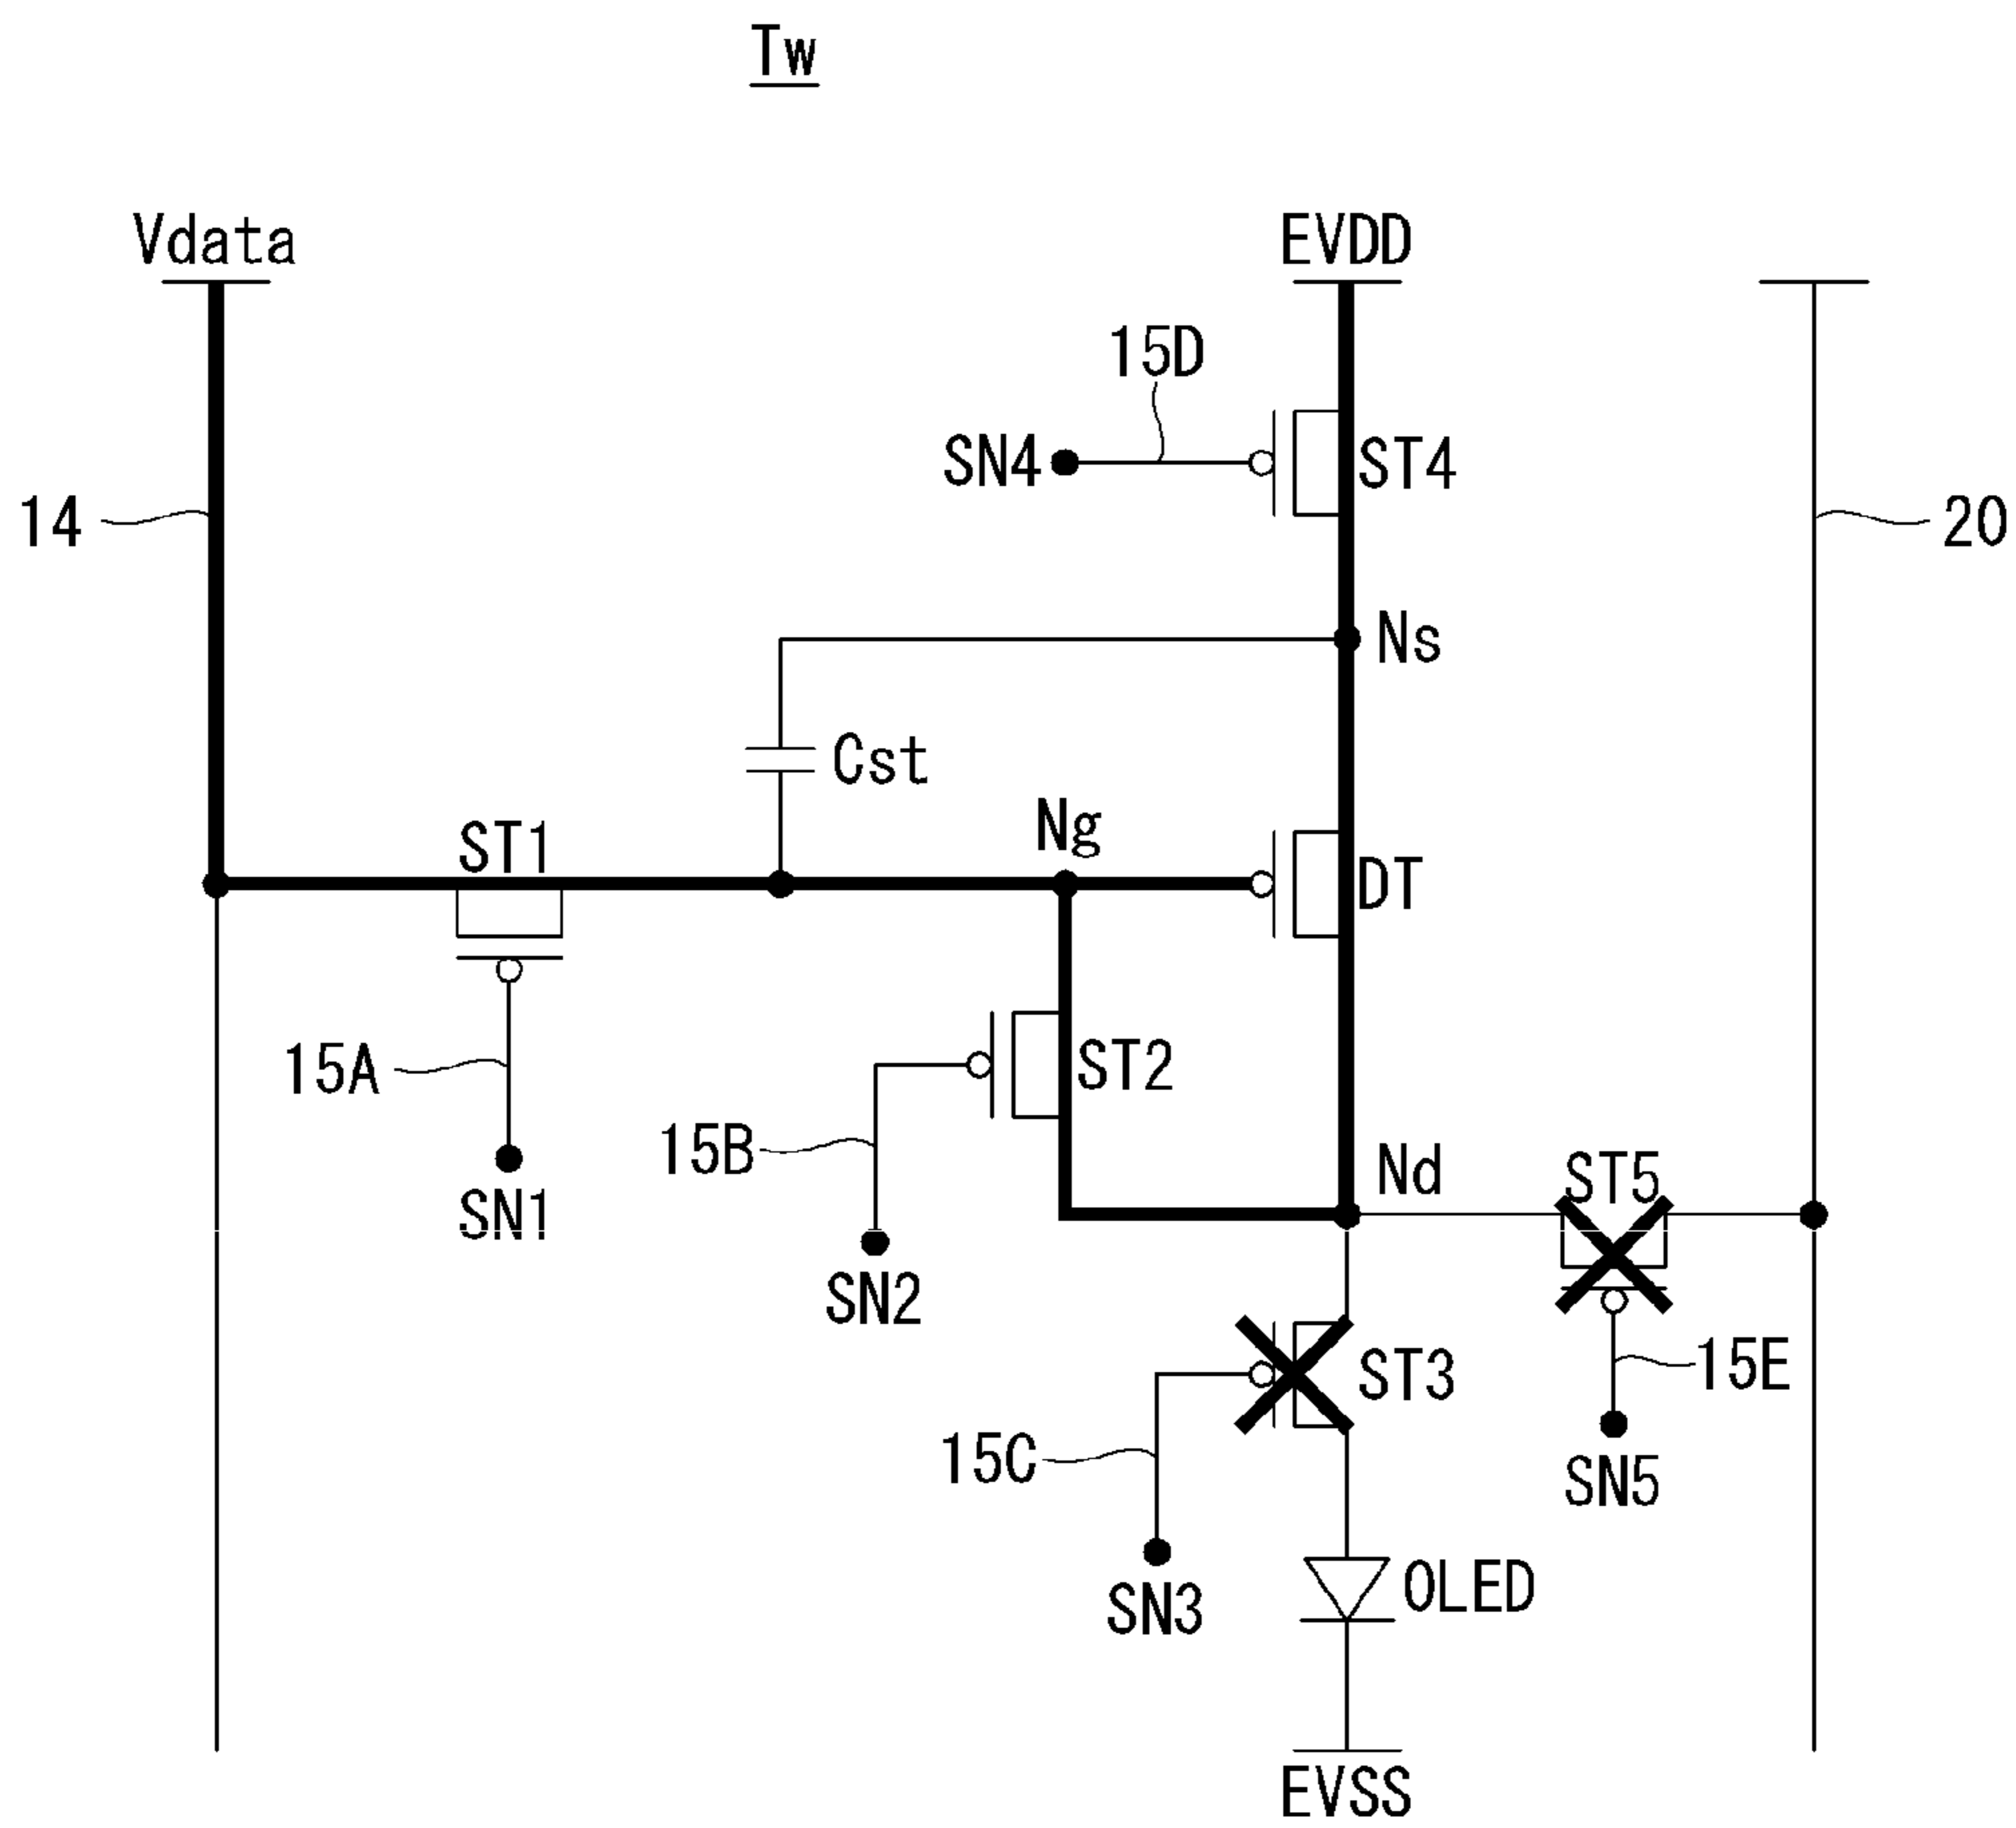 Tw
Vdata
EVDD
15D
SN4
ST4
14
20
Ns
Cst
Ng
ST1
DT
15A
ST2
15B
Nd
ST5
SN1
SN2
ST3
15E
15C
SN5
SN3
OLED
EVSS